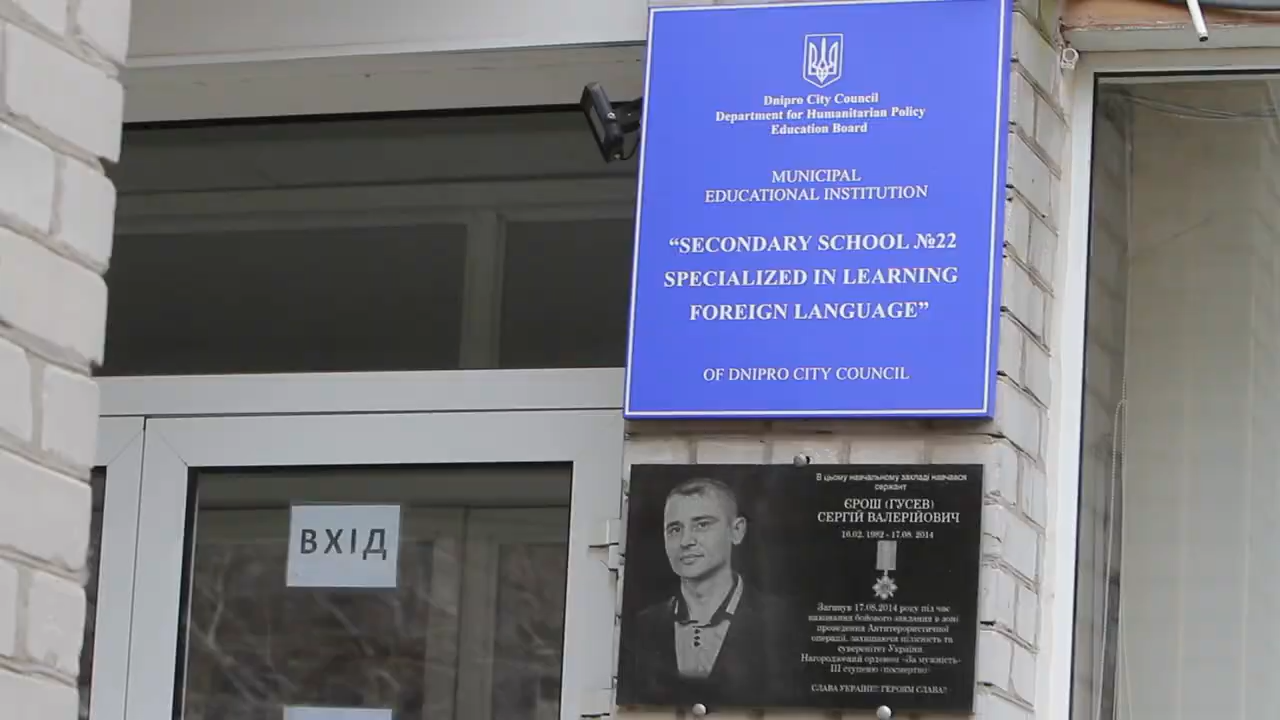 Dnipro City Council
Department for Humanitarian Policy
Education Board
MUNICIPAL
EDUCATIONAL INSTITUTION
“SECONDARY SCHOOL №22
SPECIALIZED IN LEARNING
FOREIGN LANGUAGE”
OF DNIPRO CITY COUNCIL
ВХІД
В цьому навчальному закладі навчався
сержант
ЄРОШ (ГУСЕВ)
СЕРГІЙ ВАЛЕРІЙОВИЧ
16.02. 1982 - 17.08. 2014
Загинув 17.08.2014 року під час
виконання бойового завдання в зоні
проведення Антитерористичної
операції, захищаючи цілісність та
суверенітет України.
Нагороджений орденом «За мужність»
III ступеню (посмертно)
СЛАВА УКРАЇНІ! ГЕРОЯМ СЛАВА!